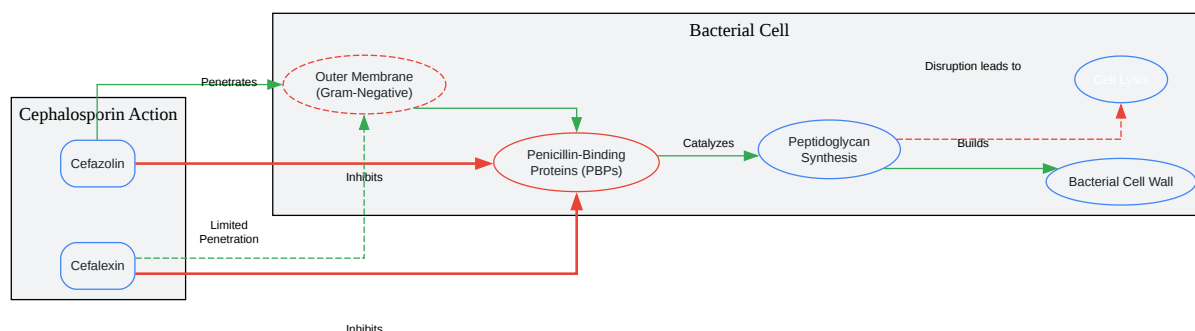 Bacterial Cell
Penetrates
Outer Membrane
(Gram-Negative)
Disruption leads to
Cell Lysis
Cephalosporin Action
Cefazolin
Inhibits
Penicillin-Binding
Proteins (PBPs)
Catalyzes
Peptidoglycan
Synthesis
Builds
Bacterial Cell Wall
Limited
Penetration
Cefalexin
Inhibits